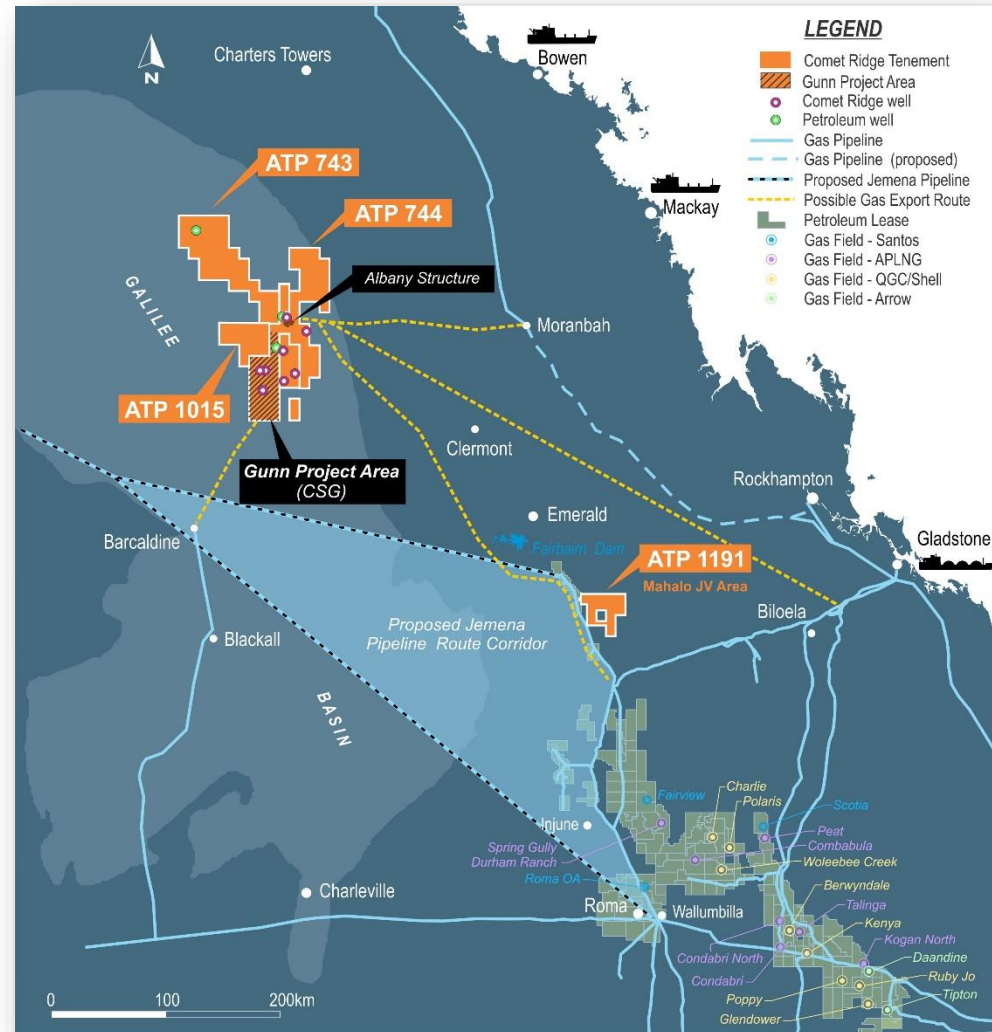 LEGEND
Comet Ridge Tenement
Gunn Project Area
Comet Ridge well
Petroleum well
Gas Pipeline
Gas Pipeline (proposed)
Proposed Jemena Pipeline
Possible Gas Export Route
Petroleum Lease
Gas Field - Santos
Gas Field - APLNG
Gas Field - QGC/Shell
Gas Field - Arrow
N
Charters Towers
Bowen
Mackay
ATP 743
ATP 744
Albany Structure
GALILEE
Moranbah
ATP 1015
Clermont
Gunn Project Area
(CSG)
Rockhampton
Emerald
Barcaldine
Fairbairn Dam
Gladstone
ATP 1191
Mahalo JV Area
Biloela
Proposed Jemena
Pipeline Route Corridor
Blackall
BASIN
Charlie
Polaris
Fairview
Scotia
Injune
Spring Gully
Durham Ranch
Peat
Combabula
Woleebee Creek
Roma OA
Charleville
Roma
Wallumbilla
Berwyndale
Talinga
Kenya
Condabri North
Kogan North
Condabri
Daandine
Poppy
Ruby Jo
Glendower
Tipton
0 100 200km